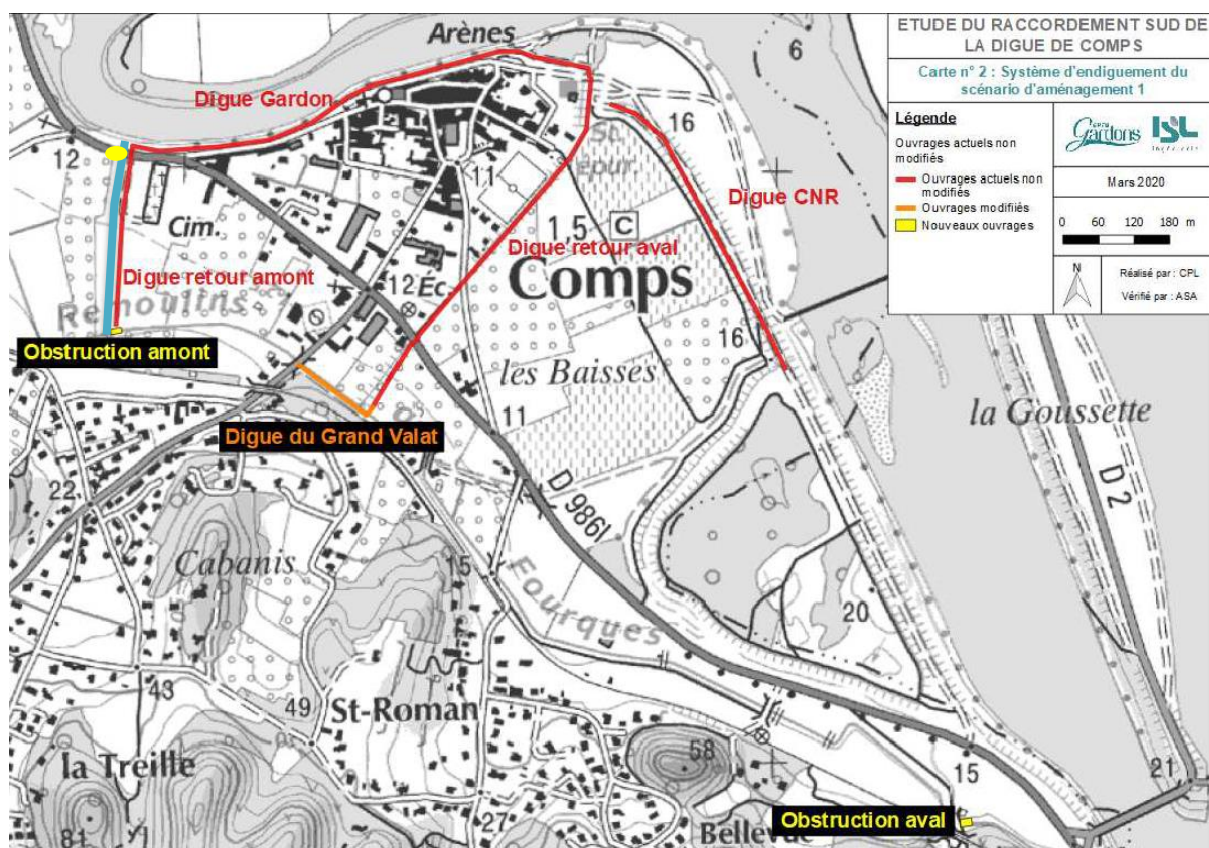 ETUDE DU RACCORDEMENT SUD DE
LA DIGUE DE COMPS
Carte n° 2 : Système d'endiguement du
scénario d'aménagement 1
Légende
Ouvrages actuels non
modifiés
Ouvrages actuels non
modifiés
Ouvrages modifiés
Nouveaux ouvrages
Gardons
ISL
Ingénierie
Mars 2020
0 60 120 180 m
N
Réalisé par : CPL
Vérifié par : ASA
Arènes
6
Digue Gardon
12
16
11
Digue CNR
Cim.
1,5
C
Digue retour aval
Digue retour amont
12
Éc.
Comps
Remoulins
16
Obstruction amont
les Baisses
la Goussette
Digue du Grand Valat
11
D 2
22
D 986l
Cabanis
15
Fourques
20
43
49
St-Roman
la Treille
58
15
21
Obstruction aval
27
81